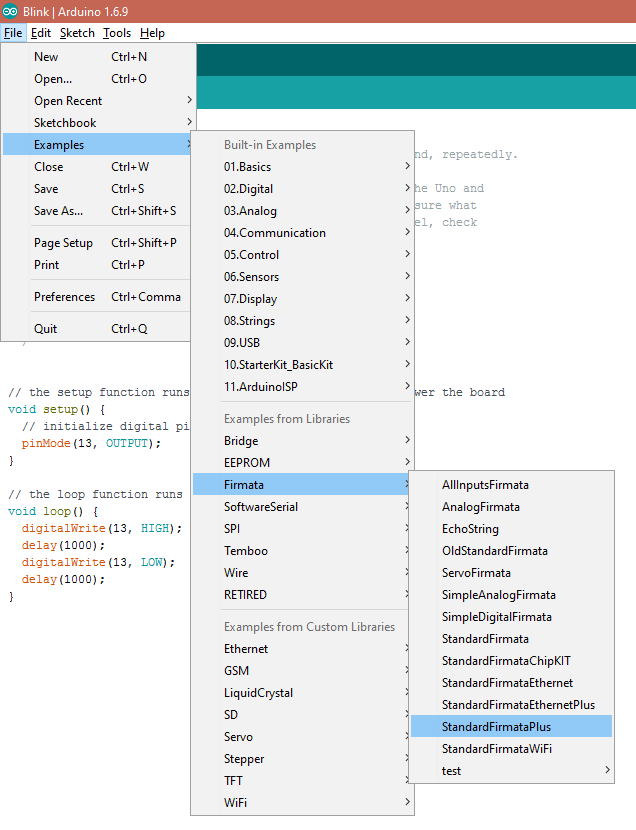 Blink | Arduino 1.6.9
File Edit Sketch Tools Help
New Ctrl+N
Open... Ctrl+O
Open Recent
Sketchbook
Examples
Close Ctrl+W
Save Ctrl+S
Save As... Ctrl+Shift+S
Page Setup Ctrl+Shift+P
Print Ctrl+P
Preferences Ctrl+Comma
Quit Ctrl+Q
Built-in Examples
01.Basics
02.Digital
03.Analog
04.Communication
05.Control
06.Sensors
07.Display
08.Strings
09.USB
10.StarterKit_BasicKit
11.ArduinoISP
Examples from Libraries
Bridge
EEPROM
Firmata
SoftwareSerial
SPI
Temboo
Wire
RETIRED
Examples from Custom Libraries
Ethernet
GSM
LiquidCrystal
SD
Servo
Stepper
TFT
WiFi
AllInputsFirmata
AnalogFirmata
EchoString
OldStandardFirmata
ServoFirmata
SimpleAnalogFirmata
SimpleDigitalFirmata
StandardFirmata
StandardFirmataChipKIT
StandardFirmataEthernet
StandardFirmataEthernetPlus
StandardFirmataPlus
StandardFirmataWiFi
test
nd, repeatedly.
he Uno and
sure what
el, check
// the setup function runs wer the board
void setup() {
// initialize digital pi
pinMode(13, OUTPUT);
}
// the loop function runs
void loop() {
digitalWrite(13, HIGH);
delay(1000);
digitalWrite(13, LOW);
delay(1000);
}